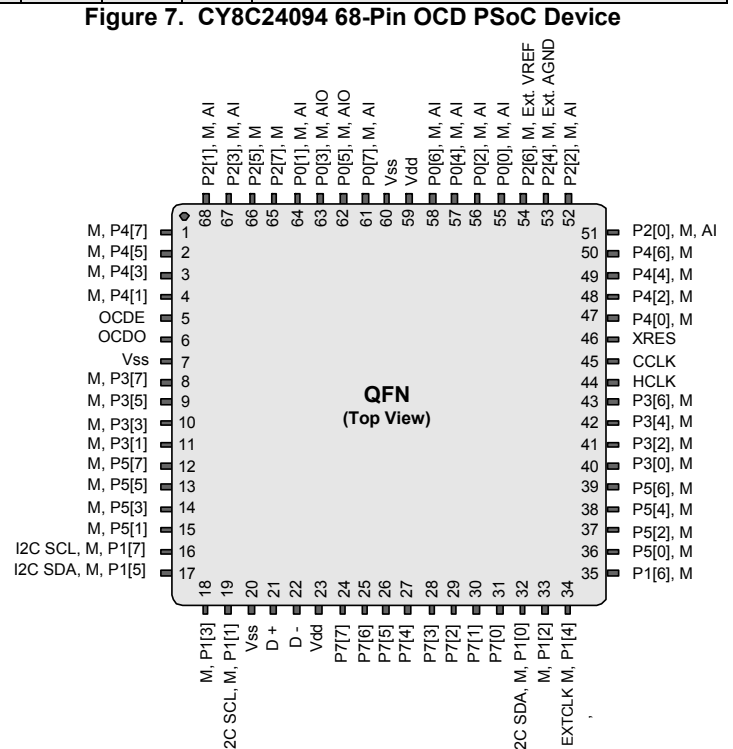 Figure 7. CY8C24094 68-Pin OCD PSoC Device
P2[1], M, AI
P2[3], M, AI
P2[5], M
P2[7], M
P0[1], M, AI
P0[3], M, AIO
P0[5], M, AIO
P0[7], M, AI
Vss
Vdd
P0[6], M, AI
P0[4], M, AI
P0[2], M, AI
P0[0], M, AI
P2[6], M, Ext. VREF
P2[4], M, Ext. AGND
P2[2], M, AI
68
67
66
65
64
63
62
61
60
59
58
57
56
55
54
53
52
M, P4[7] 1
M, P4[5] 2
M, P4[3] 3
M, P4[1] 4
OCDE 5
OCDO 6
Vss 7
M, P3[7] 8
M, P3[5] 9
M, P3[3] 10
M, P3[1] 11
M, P5[7] 12
M, P5[5] 13
M, P5[3] 14
M, P5[1] 15
I2C SCL, M, P1[7] 16
I2C SDA, M, P1[5] 17
QFN
(Top View)
51 P2[0], M, AI
50 P4[6], M
49 P4[4], M
48 P4[2], M
47 P4[0], M
46 XRES
45 CCLK
44 HCLK
43 P3[6], M
42 P3[4], M
41 P3[2], M
40 P3[0], M
39 P5[6], M
38 P5[4], M
37 P5[2], M
36 P5[0], M
35 P1[6], M
18
19
20
21
22
23
24
25
26
27
28
29
30
31
32
33
34
M, P1[3]
2C SCL, M, P1[1]
Vss
D +
D -
Vdd
P7[7]
P7[6]
P7[5]
P7[4]
P7[3]
P7[2]
P7[1]
P7[0]
2C SDA, M, P1[0]
M, P1[2]
EXTCLK M, P1[4]